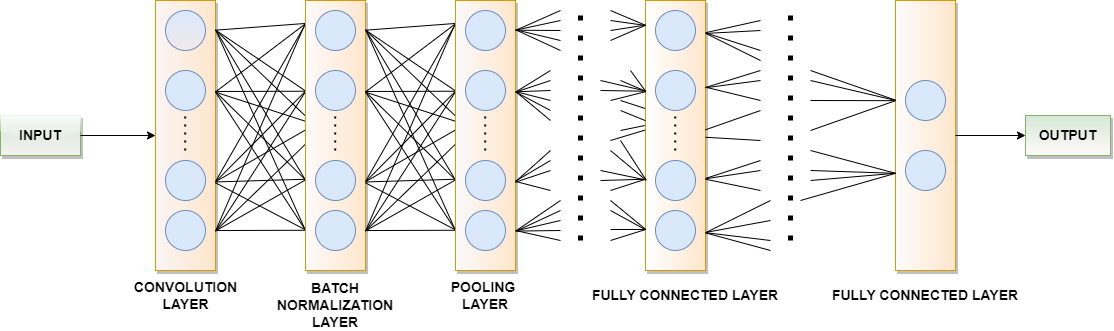 INPUT
OUTPUT
CONVOLUTION
LAYER
BATCH
NORMALIZATION
LAYER
POOLING
LAYER
FULLY CONNECTED LAYER
FULLY CONNECTED LAYER